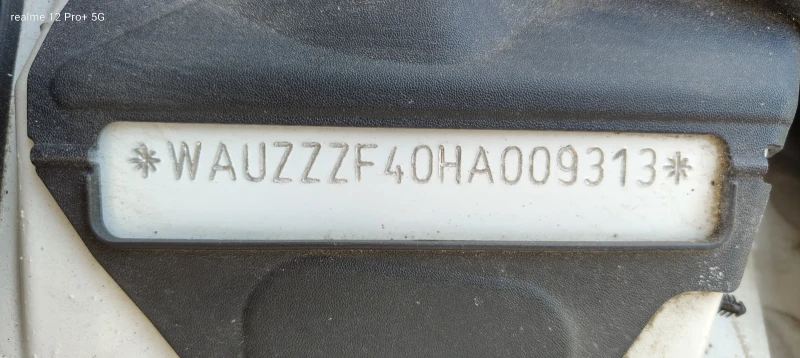 realme 12 Pro+ 5G
*WAUZZZF40HA009313*